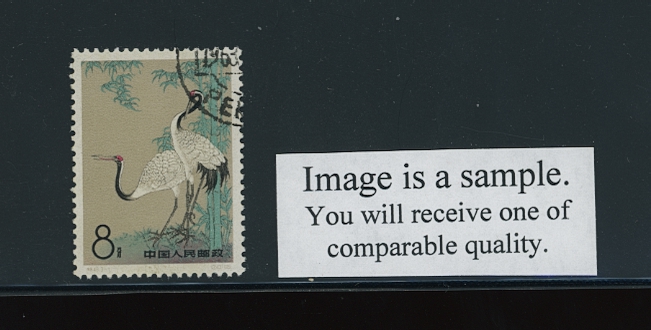 8分
中国人民邮政
Image is a sample.
You will receive one of
comparable quality.